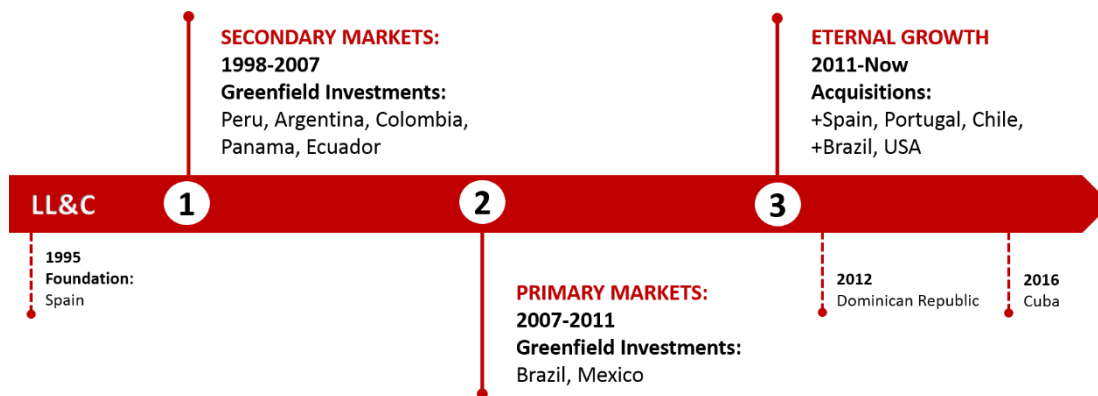 SECONDARY MARKETS:
1998-2007
Greenfield Investments:
Peru, Argentina, Colombia,
Panama, Ecuador
ETERNAL GROWTH
2011-Now
Acquisitions:
+Spain, Portugal, Chile,
+Brazil, USA
LL&C
1
2
3
1995
Foundation:
Spain
PRIMARY MARKETS:
2007-2011
Greenfield Investments:
Brazil, Mexico
2012
Dominican Republic
2016
Cuba